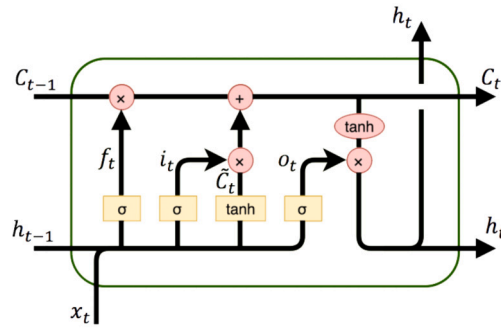 h_t
C_{t-1} × + C_t
tanh
f_t i_t × o_t ×
C̃_t
σ σ tanh σ
h_{t-1} h_t
x_t